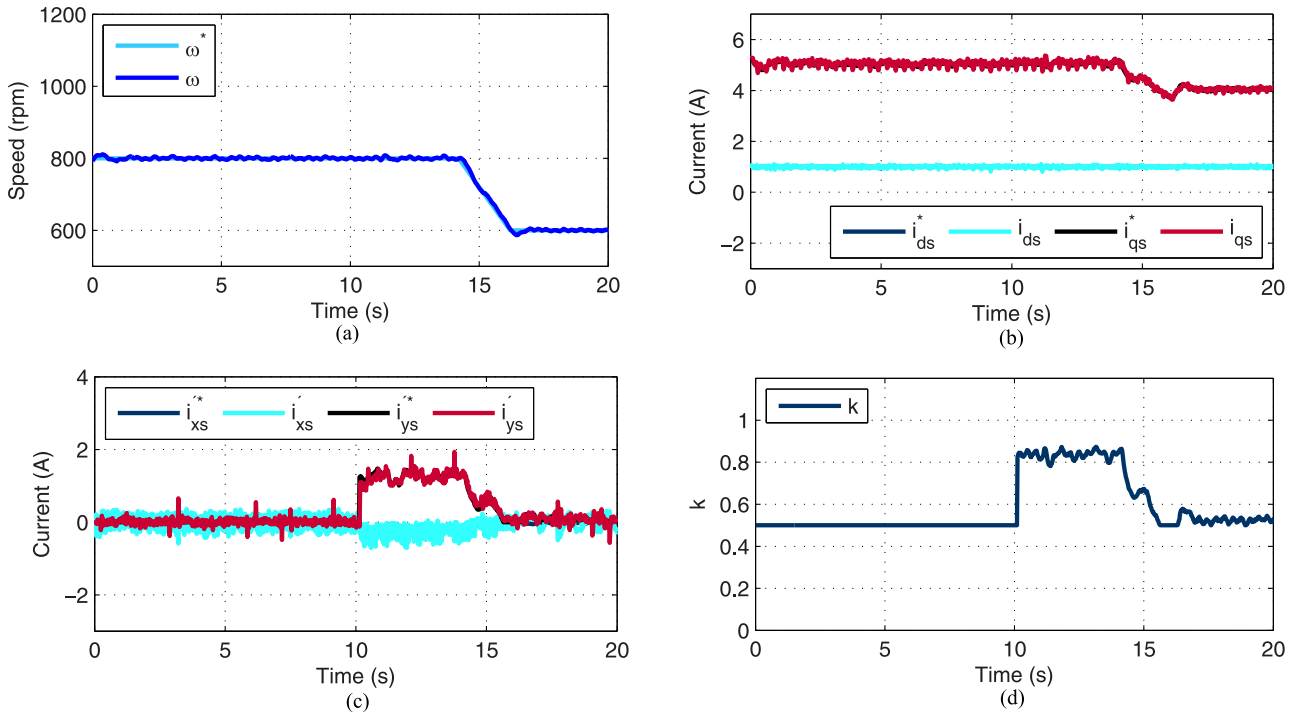 1200
1000
800
600
Speed (rpm)
ω*
ω
0 5 10 15 20
Time (s)
(a)
6
4
2
0
−2
Current (A)
i*ds ids i*qs iqs
0 5 10 15 20
Time (s)
(b)
4
2
0
−2
Current (A)
i´*xs i´xs i´*ys i´ys
0 5 10 15 20
Time (s)
(c)
1
0.8
0.6
0.4
0.2
0
k
k
0 5 10 15 20
Time (s)
(d)